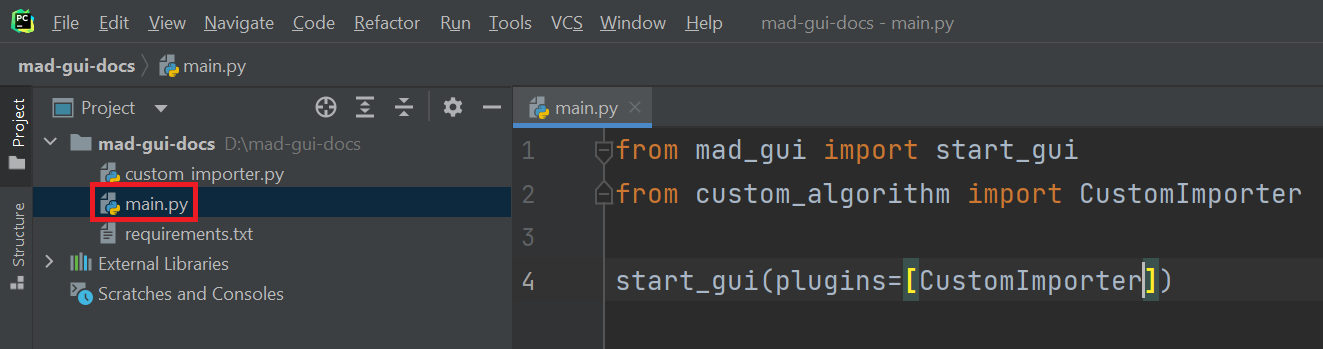 PC File Edit View Navigate Code Refactor Run Tools VCS Window Help mad-gui-docs - main.py
mad-gui-docs main.py
Project
Structure
Project
mad-gui-docs D:\mad-gui-docs
custom_importer.py
main.py
requirements.txt
External Libraries
Scratches and Consoles
main.py
1 from mad_gui import start_gui
2 from custom_algorithm import CustomImporter
3
4 start_gui(plugins=[CustomImporter])